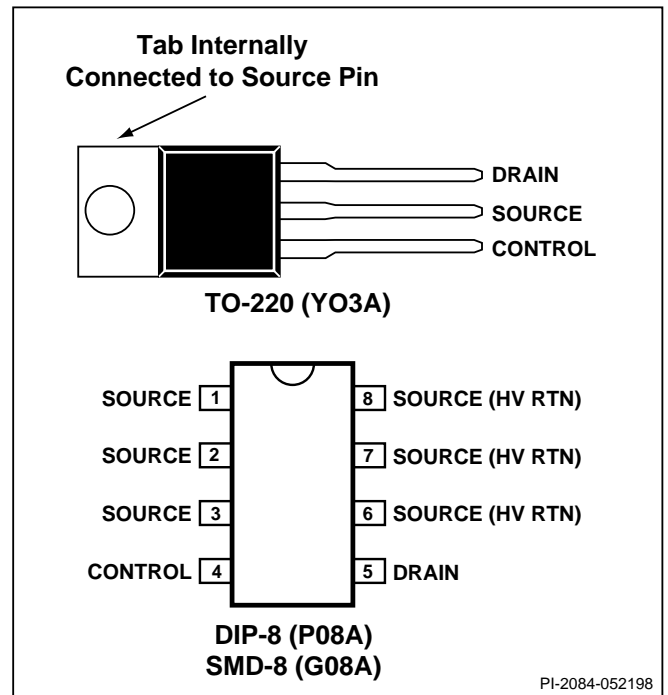 Tab Internally
Connected to Source Pin
DRAIN
SOURCE
CONTROL
TO-220 (YO3A)
SOURCE 1 8 SOURCE (HV RTN)
SOURCE 2 7 SOURCE (HV RTN)
SOURCE 3 6 SOURCE (HV RTN)
CONTROL 4 5 DRAIN
DIP-8 (P08A)
SMD-8 (G08A)
PI-2084-052198